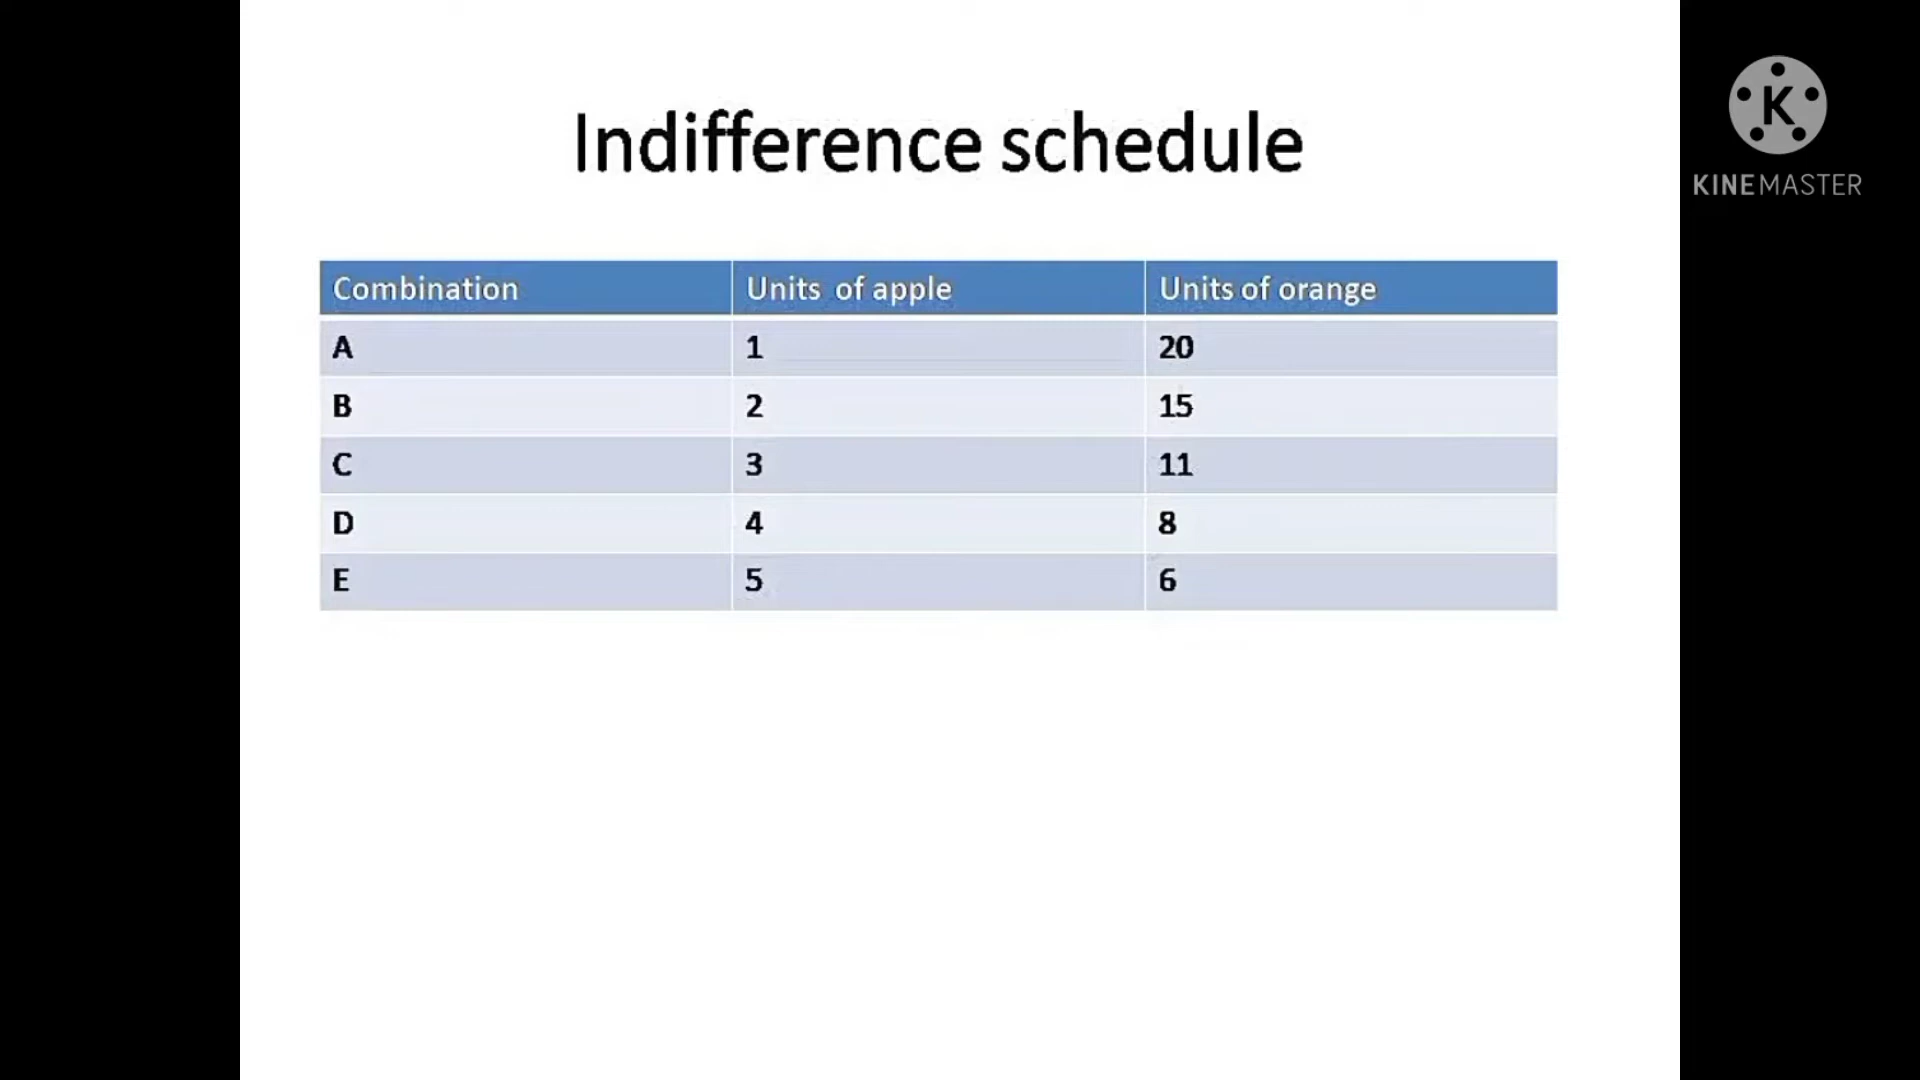 Indifference schedule
K
KINEMASTER
Combination Units of apple Units of orange
A 1 20
B 2 15
C 3 11
D 4 8
E 5 6